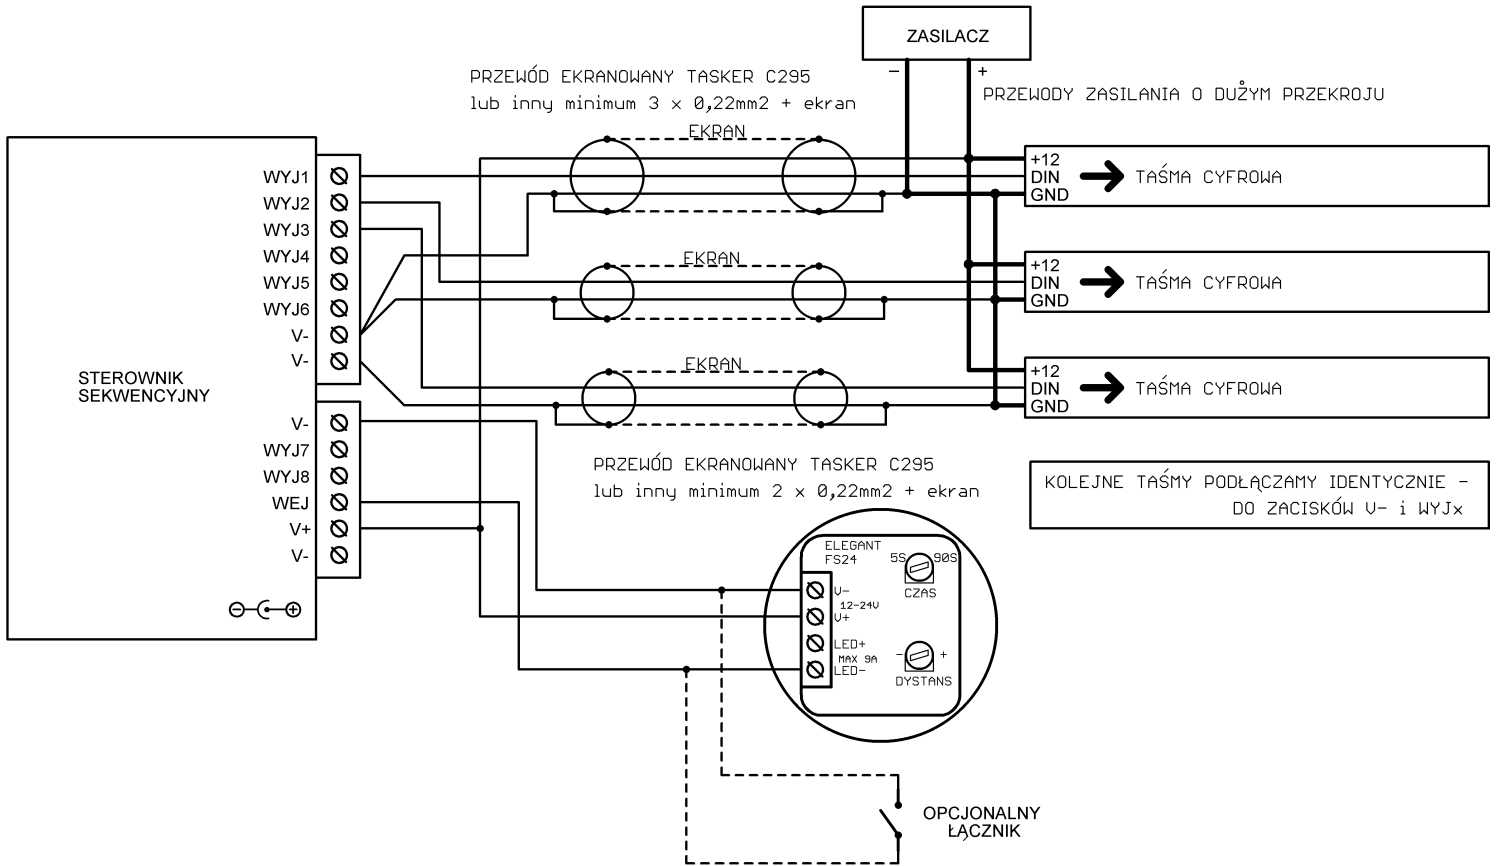 ZASILACZ
-
+
PRZEWODY ZASILANIA O DUŻYM PRZEKROJU
PRZEWÓD EKRANOWANY TASKER C295
lub inny minimum 3 x 0,22mm2 + ekran
EKRAN
STEROWNIK
SEKWENCYJNY
WYJ1
WYJ2
WYJ3
WYJ4
WYJ5
WYJ6
V-
V-
V-
WYJ7
WYJ8
WEJ
V+
V-
+12
DIN
GND
TAŚMA CYFROWA
EKRAN
+12
DIN
GND
TAŚMA CYFROWA
EKRAN
+12
DIN
GND
TAŚMA CYFROWA
PRZEWÓD EKRANOWANY TASKER C295
lub inny minimum 2 x 0,22mm2 + ekran
KOLEJNE TAŚMY PODŁĄCZAMY IDENTYCZNIE -
DO ZACISKÓW V- i WYJx
ELEGANT
FS24
5S
90S
CZAS
V-
12-24V
V+
LED+
MAX 9A
LED-
-
+
DYSTANS
OPCJONALNY
ŁĄCZNIK